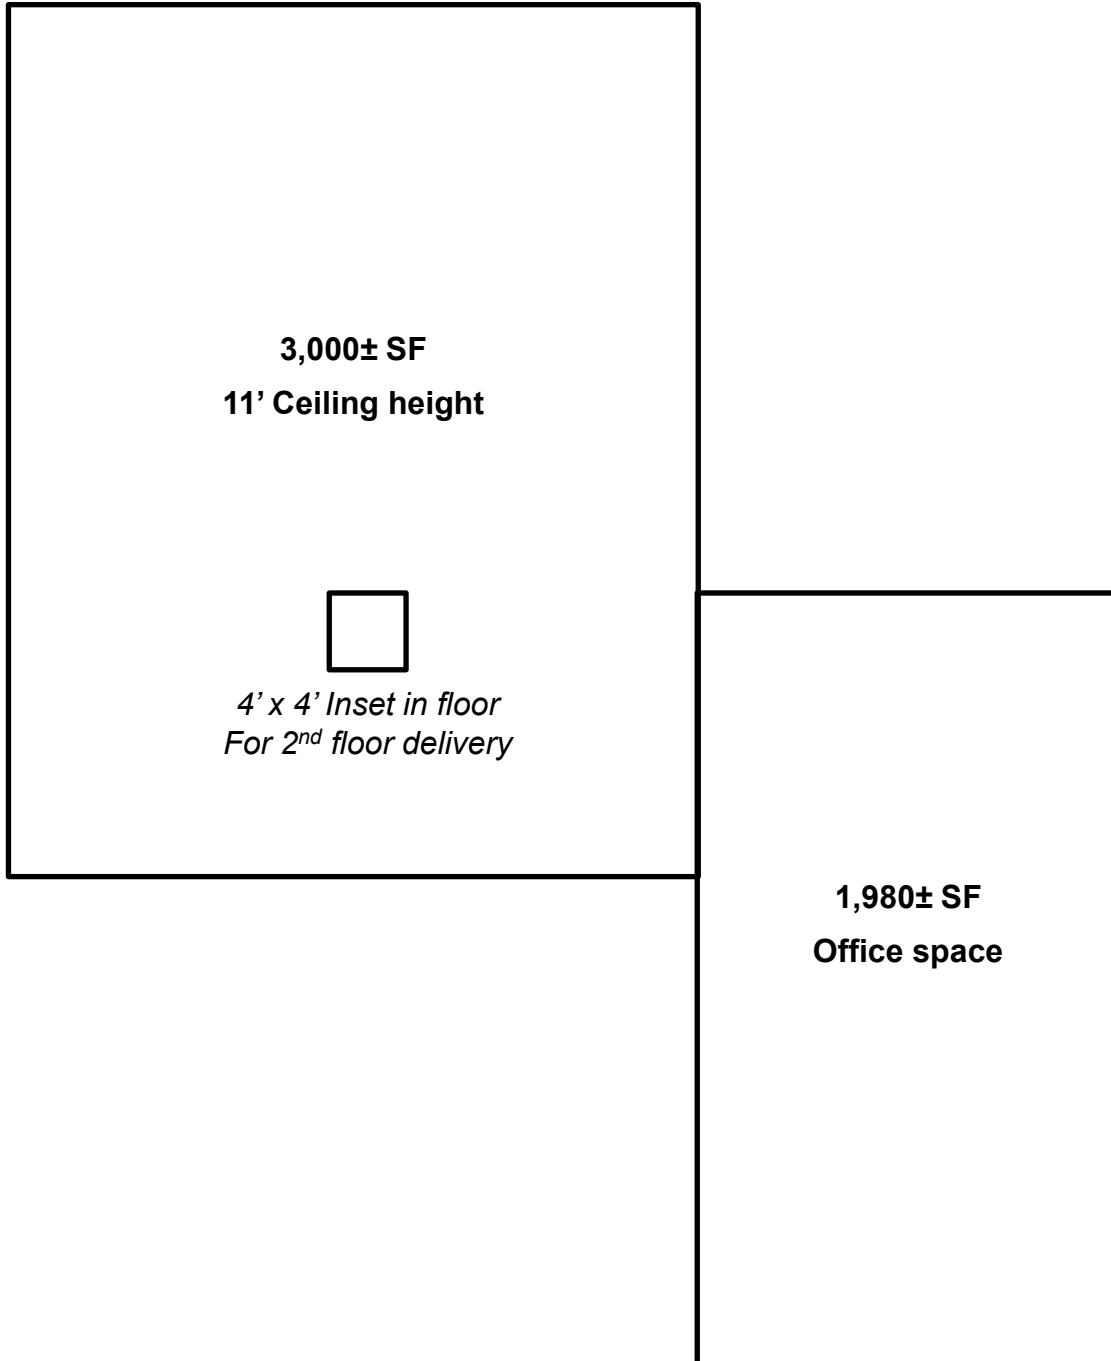 3,000± SF
11’ Ceiling height
4’ x 4’ Inset in floor
For 2nd floor delivery
1,980± SF
Office space